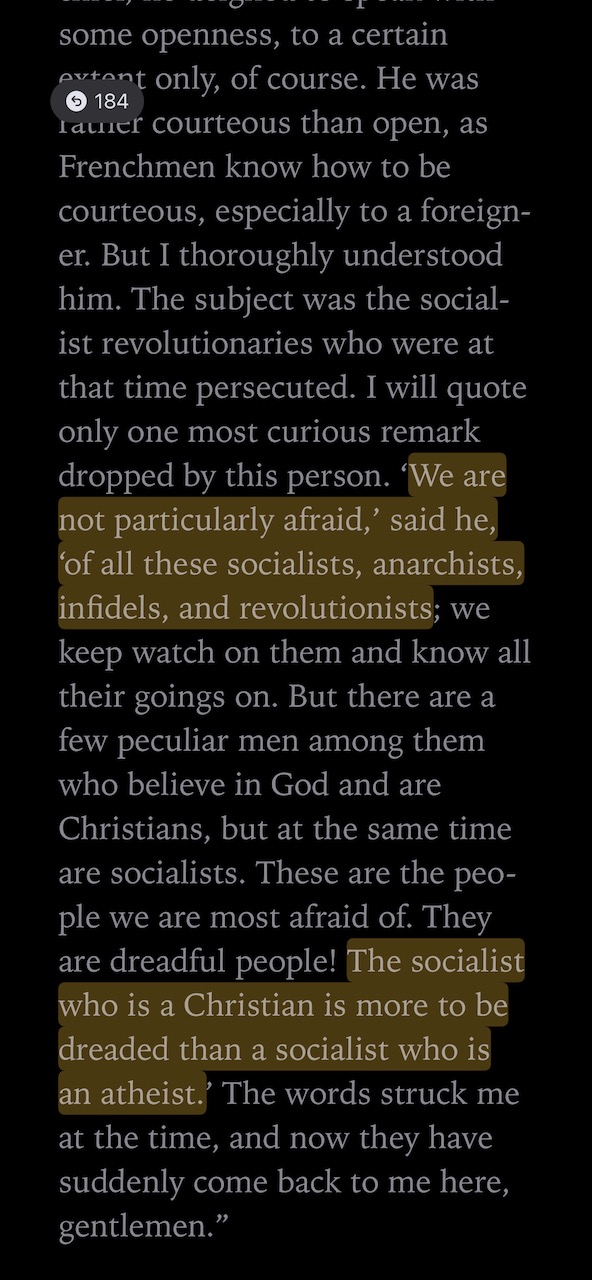 some openness, to a certain
extent only, of course. He was
184
rather courteous than open, as
Frenchmen know how to be
courteous, especially to a foreign-
er. But I thoroughly understood
him. The subject was the social-
ist revolutionaries who were at
that time persecuted. I will quote
only one most curious remark
dropped by this person. ‘We are
not particularly afraid,’ said he,
‘of all these socialists, anarchists,
infidels, and revolutionists; we
keep watch on them and know all
their goings on. But there are a
few peculiar men among them
who believe in God and are
Christians, but at the same time
are socialists. These are the peo-
ple we are most afraid of. They
are dreadful people! The socialist
who is a Christian is more to be
dreaded than a socialist who is
an atheist.’ The words struck me
at the time, and now they have
suddenly come back to me here,
gentlemen.”